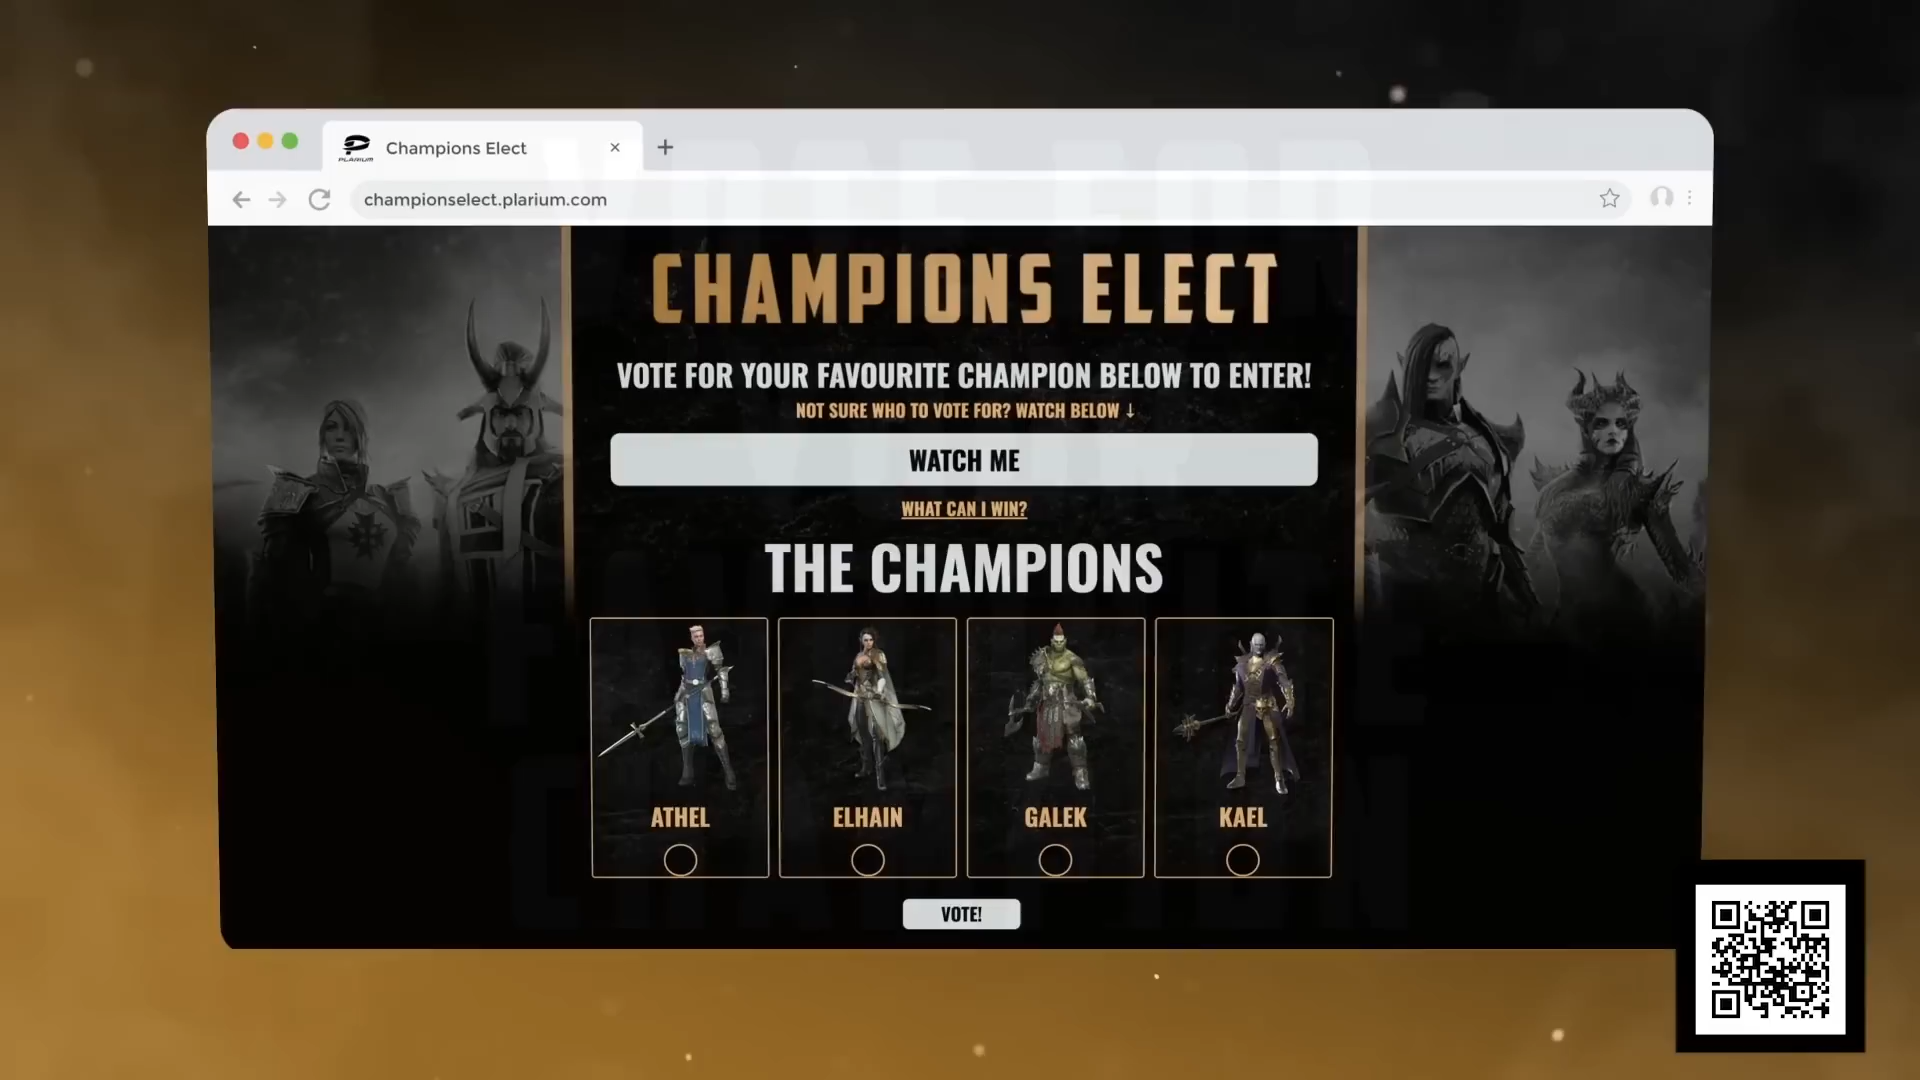 PLARIUM
Champions Elect
championselect.plarium.com
CHAMPIONS ELECT
VOTE FOR YOUR FAVOURITE CHAMPION BELOW TO ENTER!
NOT SURE WHO TO VOTE FOR? WATCH BELOW ↓
WATCH ME
WHAT CAN I WIN?
THE CHAMPIONS
ATHEL
ELHAIN
GALEK
KAEL
VOTE!